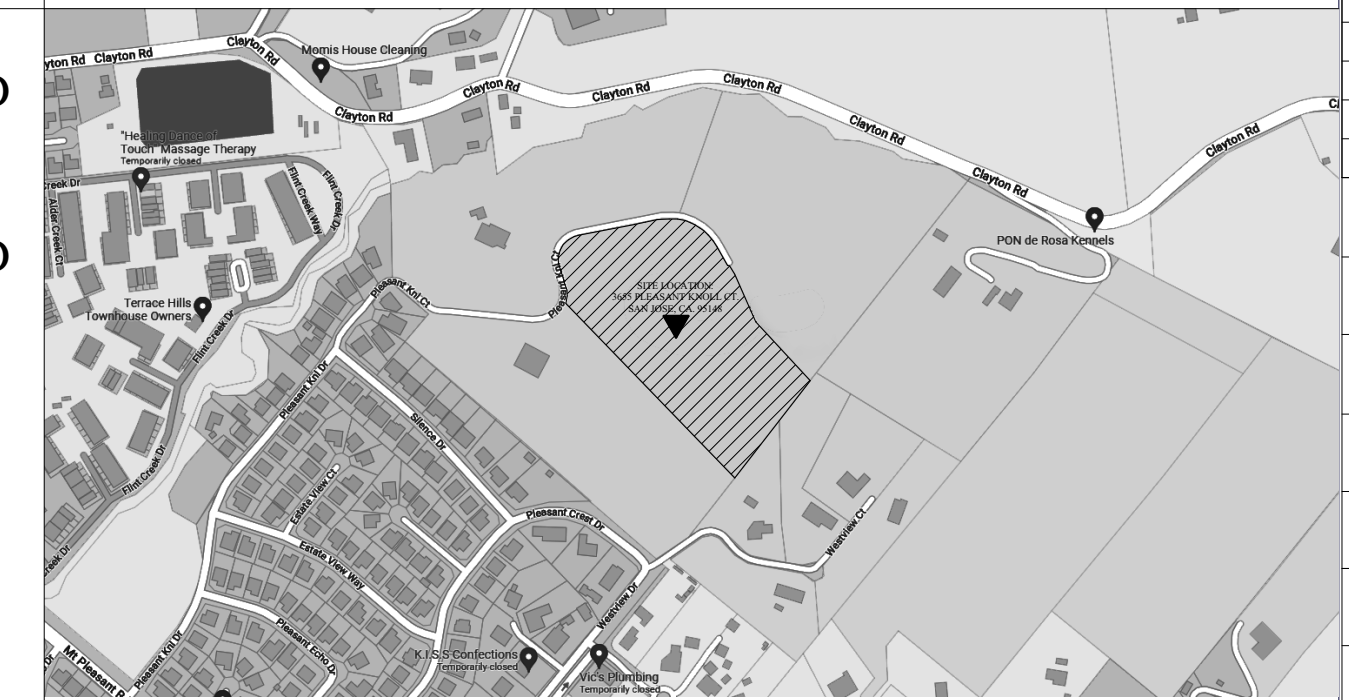 yton Rd
Clayton Rd
Clayton Rd
Momis House Cleaning
Clayton Rd
Clayton Rd
Clayton Rd
Clayton Rd
Clayton Rd
Clayton Rd
Clayton Rd
"Healing Dance of
Touch" Massage Therapy
Temporarily closed
Creek Dr
Alder Creek Ct
Flint Creek Way
Flint Creek Dr
PON de Rosa Kennels
Pleasant Knl Ct
Pleasant Knl Ct
SITE LOCATION:
3655 PLEASANT KNOLL CT.
SAN JOSE, CA. 95148
Terrace Hills
Townhouse Owners
Flint Creek Dr
Pleasant Knl Dr
Silence Dr
Flint Creek Dr
Estate View Ct
Pleasant Crest Dr
Westview Ct
Creek Dr
Estate View Way
Westview Dr
Pleasant Echo Dr
Pleasant Knl Dr
Mt Pleasant R
K.I.S.S Confections
Temporarily closed
Vic's Plumbing
Temporarily closed